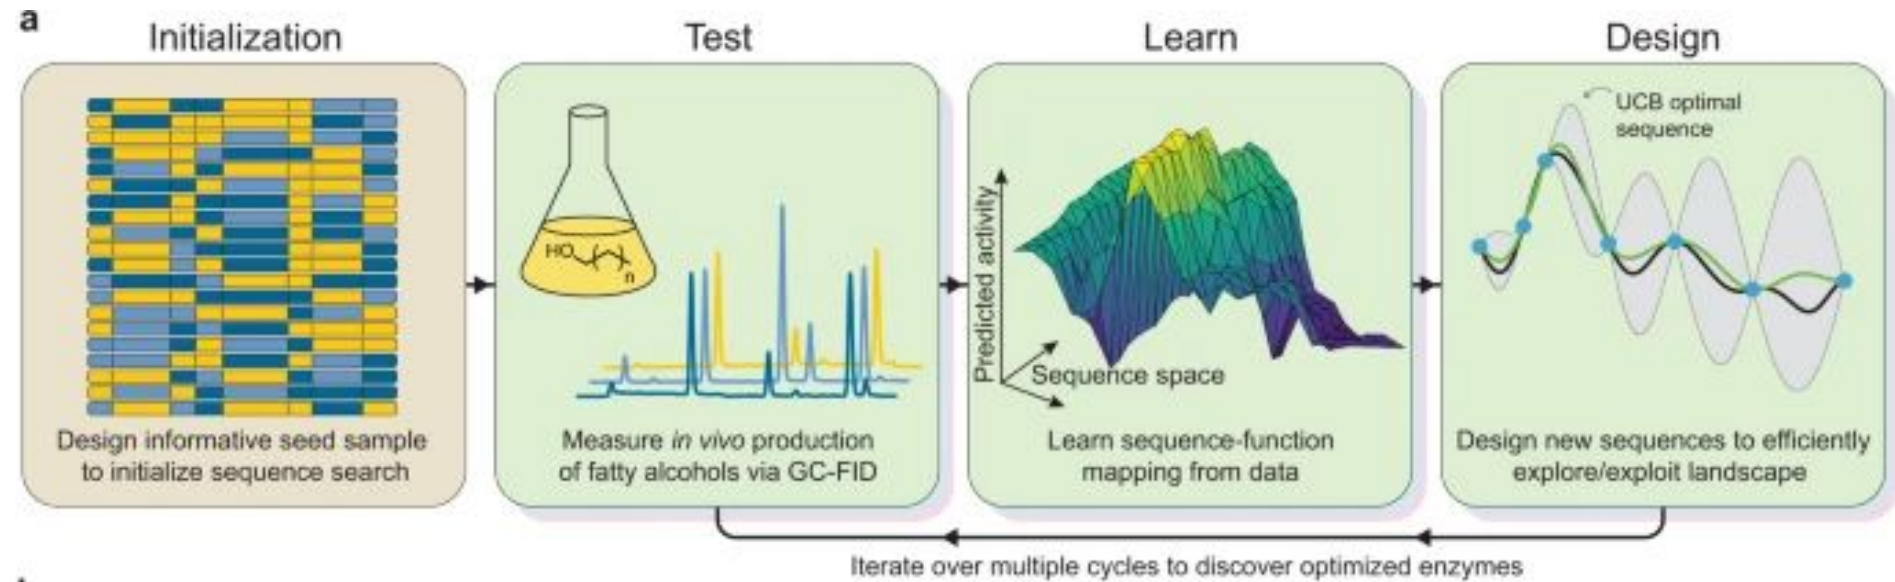 a
Initialization
Test
Learn
Design
Design informative seed sample
to initialize sequence search
HO
n
Measure in vivo production
of fatty alcohols via GC-FID
Predicted activity
Sequence space
Learn sequence-function
mapping from data
UCB optimal
sequence
Design new sequences to efficiently
explore/exploit landscape
Iterate over multiple cycles to discover optimized enzymes